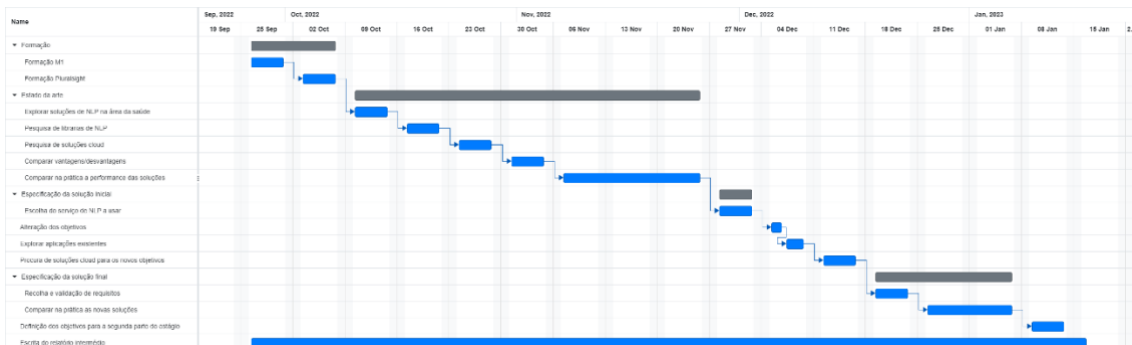 Name
Sep, 2022 Oct, 2022 Nov, 2022 Dec, 2022 Jan, 2023
19 Sep 25 Sep 02 Oct 09 Oct 16 Oct 23 Oct 30 Oct 06 Nov 13 Nov 20 Nov 27 Nov 04 Dec 11 Dec 18 Dec 25 Dec 01 Jan 08 Jan 15 Jan
Formação
Formação M1
Formação Pluralsight
Estado da arte
Explorar soluções de NLP na área da saúde
Pesquisa de librarias de NLP
Pesquisa de soluções cloud
Comparar vantagens/desvantagens
Comparar na prática a performance das soluções
Especificação da solução inicial
Escolha do serviço de NLP a usar
Alteração dos objetivos
Explorar aplicações existentes
Procura de soluções cloud para os novos objetivos
Especificação da solução final
Recolha e validação de requisitos
Comparar na prática as novas soluções
Definição dos objetivos para a segunda parte do estágio
Escrita do relatório intermédio